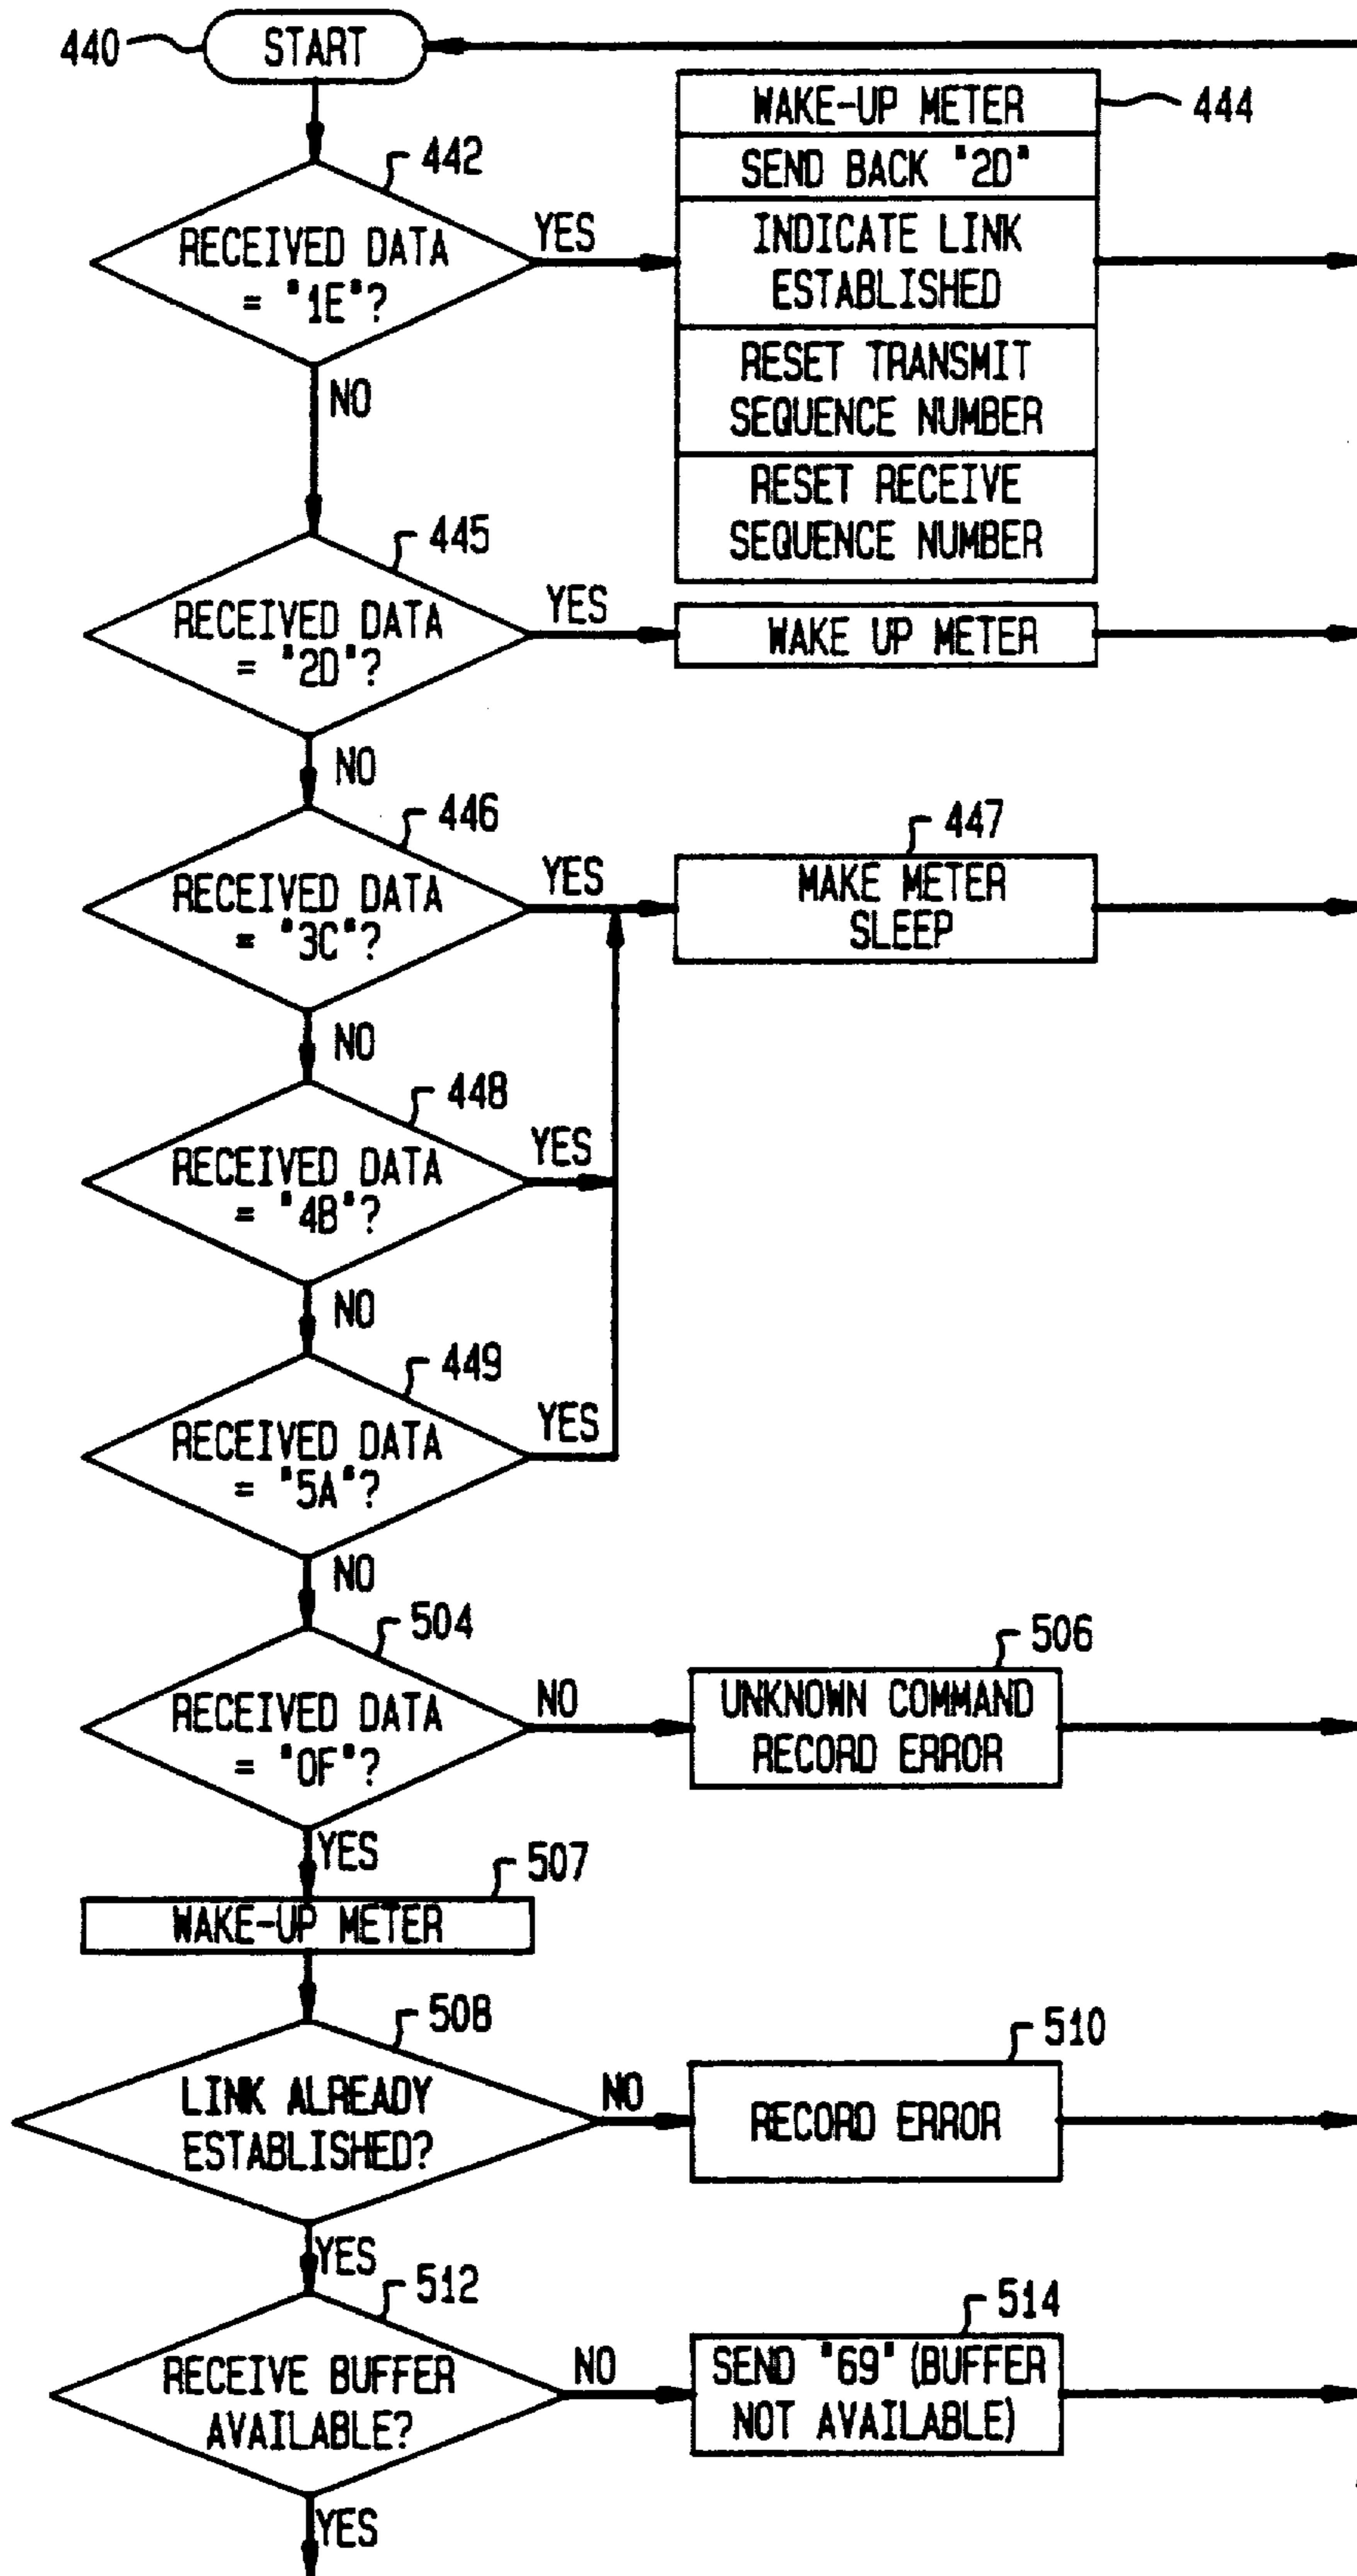 440
START
WAKE-UP METER
444
442
SEND BACK "2D"
RECEIVED DATA
= "1E"?
YES
INDICATE LINK
ESTABLISHED
NO
RESET TRANSMIT
SEQUENCE NUMBER
RESET RECEIVE
SEQUENCE NUMBER
445
RECEIVED DATA
= "2D"?
YES
WAKE UP METER
NO
446
RECEIVED DATA
= "3C"?
YES
447
MAKE METER
SLEEP
NO
448
RECEIVED DATA
= "4B"?
YES
NO
449
RECEIVED DATA
= "5A"?
YES
NO
504
RECEIVED DATA
= "0F"?
NO
506
UNKNOWN COMMAND
RECORD ERROR
YES
507
WAKE-UP METER
508
LINK ALREADY
ESTABLISHED?
NO
510
RECORD ERROR
YES
512
RECEIVE BUFFER
AVAILABLE?
NO
514
SEND "69" (BUFFER
NOT AVAILABLE)
YES